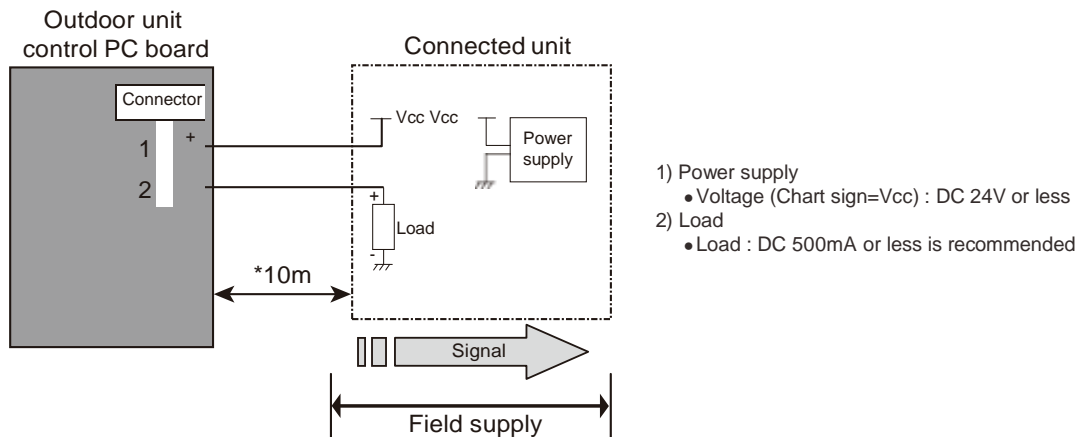 Outdoor unit
control PC board
Connected unit
Connector
1 +
2
Vcc Vcc
Power
supply
+
Load
-
*10m
Signal
Field supply
1) Power supply
● Voltage (Chart sign=Vcc) : DC 24V or less
2) Load
● Load : DC 500mA or less is recommended